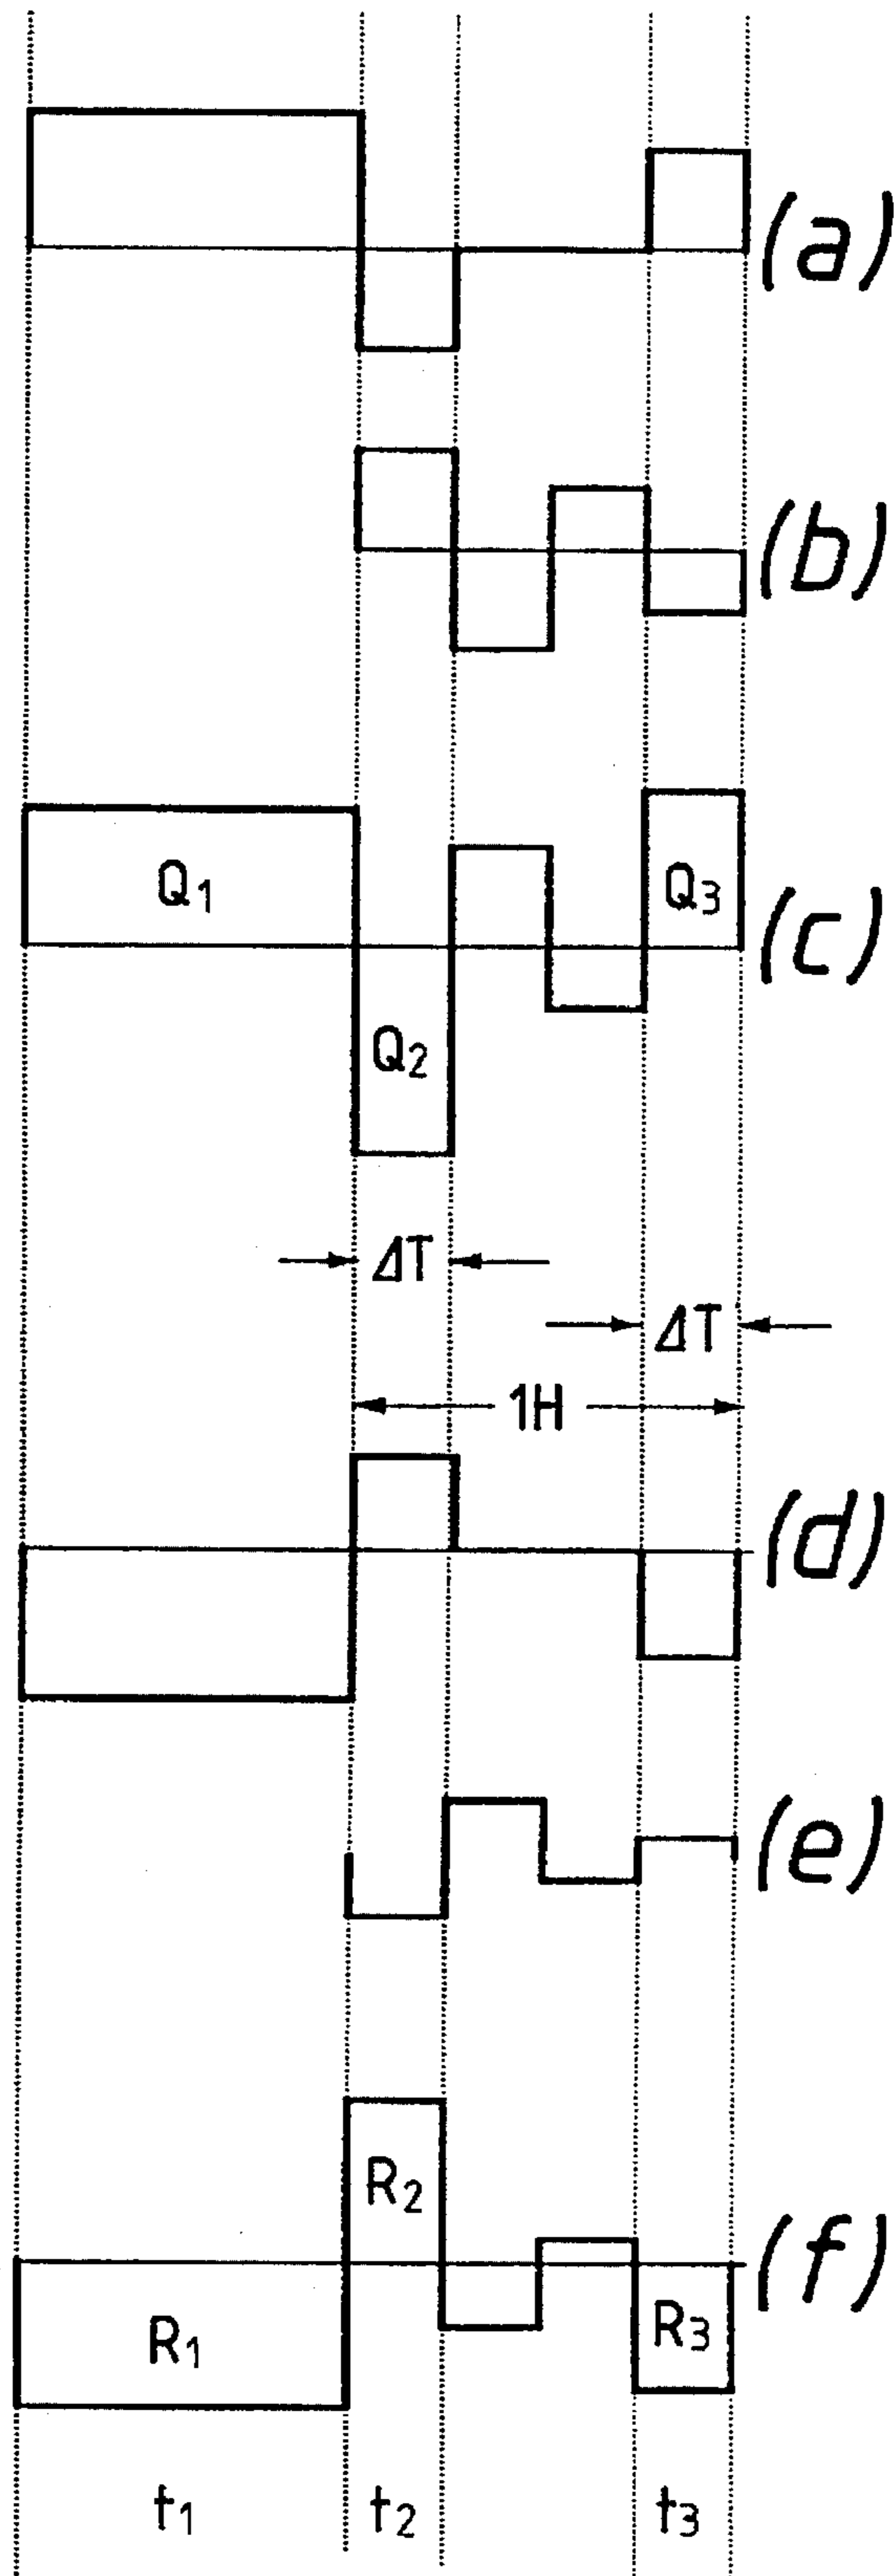 (a)
(b)
Q₁ Q₃
(c)
Q₂
ΔT
ΔT
1H
(d)
(e)
R₂
(f)
R₁ R₃
t₁ t₂ t₃